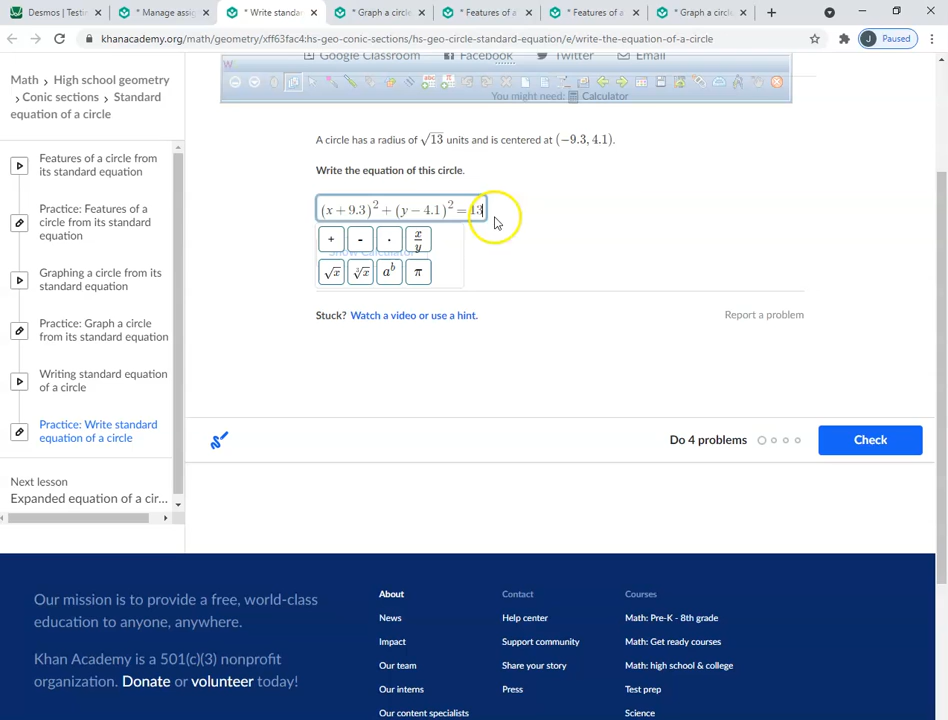 Desmos | Testin
* Manage assig
* Write standa
* Graph a circle
* Features of a
* Features of a
* Graph a circle
khanacademy.org/math/geometry/xff63fac4:hs-geo-conic-sections/hs-geo-circle-standard-equation/e/write-the-equation-of-a-circle
J Paused
Math > High school geometry
> Conic sections > Standard
equation of a circle
Features of a circle from
its standard equation
Practice: Features of a
circle from its standard
equation
Graphing a circle from its
standard equation
Practice: Graph a circle
from its standard equation
Writing standard equation
of a circle
Practice: Write standard
equation of a circle
Next lesson
Expanded equation of a cir...
Google Classroom
Facebook
Twitter
Email
You might need: Calculator
A circle has a radius of √13 units and is centered at (−9.3, 4.1).
Write the equation of this circle.
(x + 9.3)² + (y − 4.1)² = 13
+ - · x/y
Show Calculator
√x ∛x aᵇ π
Stuck? Watch a video or use a hint.
Report a problem
Do 4 problems
Check
Our mission is to provide a free, world-class
education to anyone, anywhere.
Khan Academy is a 501(c)(3) nonprofit
organization. Donate or volunteer today!
About
News
Impact
Our team
Our interns
Our content specialists
Contact
Help center
Support community
Share your story
Press
Courses
Math: Pre-K - 8th grade
Math: Get ready courses
Math: high school & college
Test prep
Science